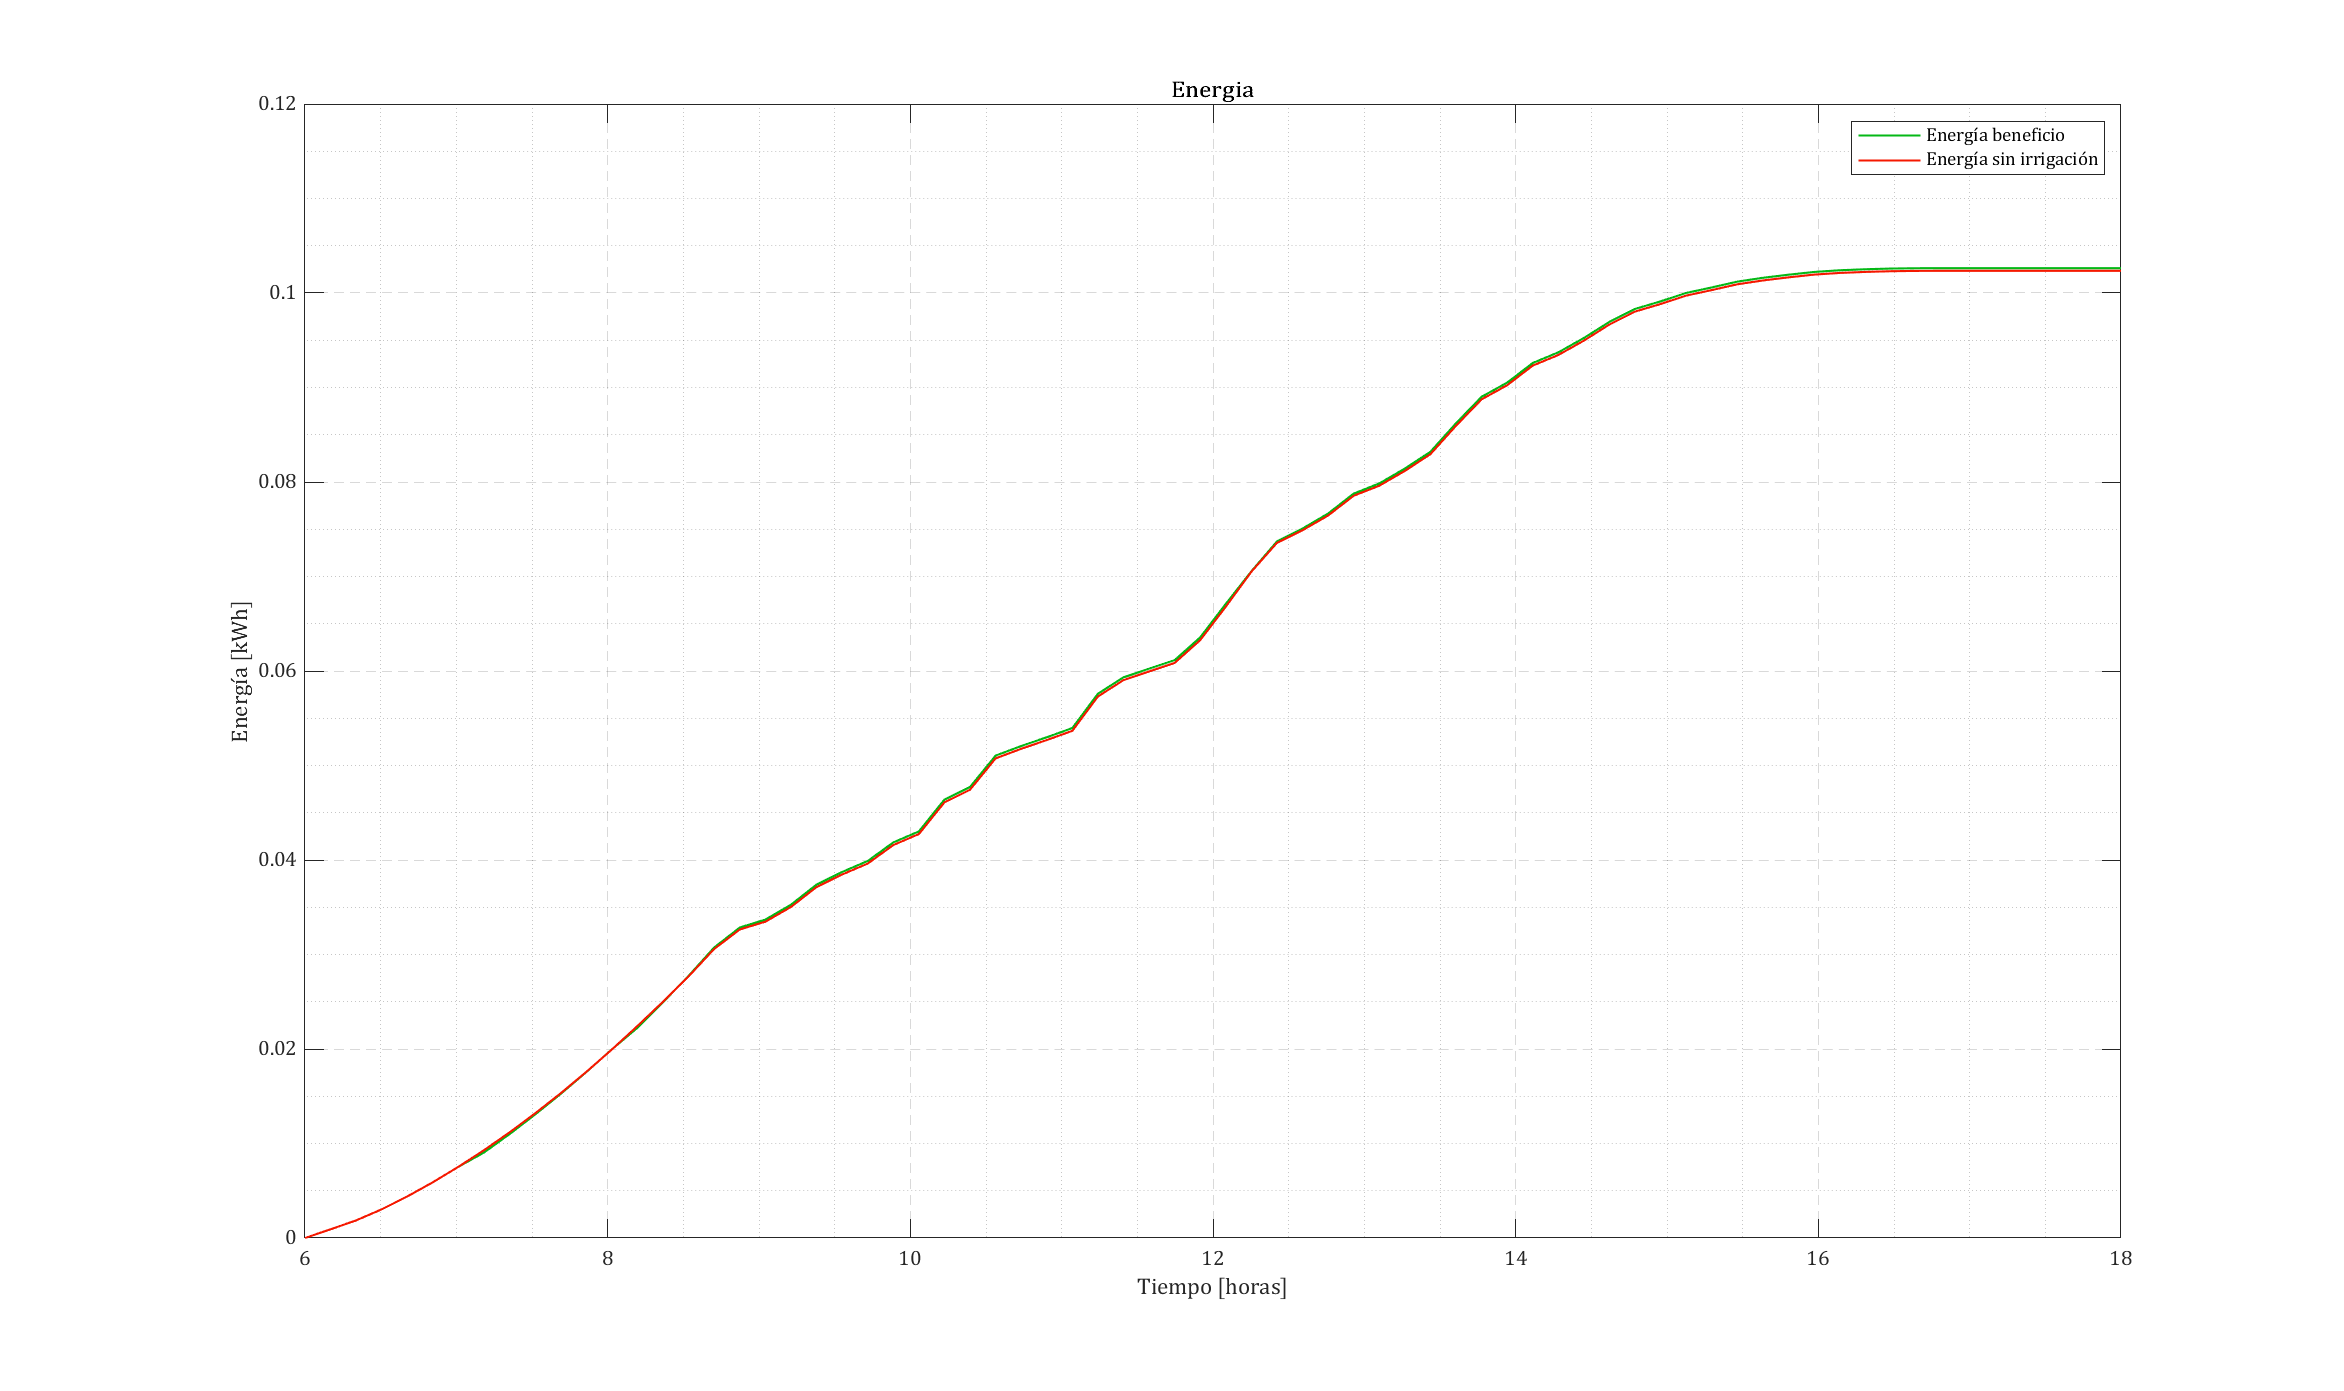 Energia
0.12
0.1
0.08
0.06
0.04
0.02
0
Energía [kWh]
Energía beneficio
Energía sin irrigación
6 8 10 12 14 16 18
Tiempo [horas]